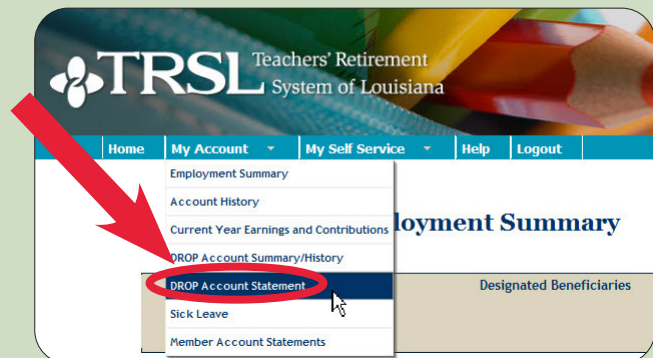 TRSL Teachers' Retirement
System of Louisiana
Home My Account My Self Service Help Logout
Employment Summary
Account History
Current Year Earnings and Contributions
loyment Summary
DROP Account Summary/History
DROP Account Statement
Designated Beneficiaries
Sick Leave
Member Account Statements